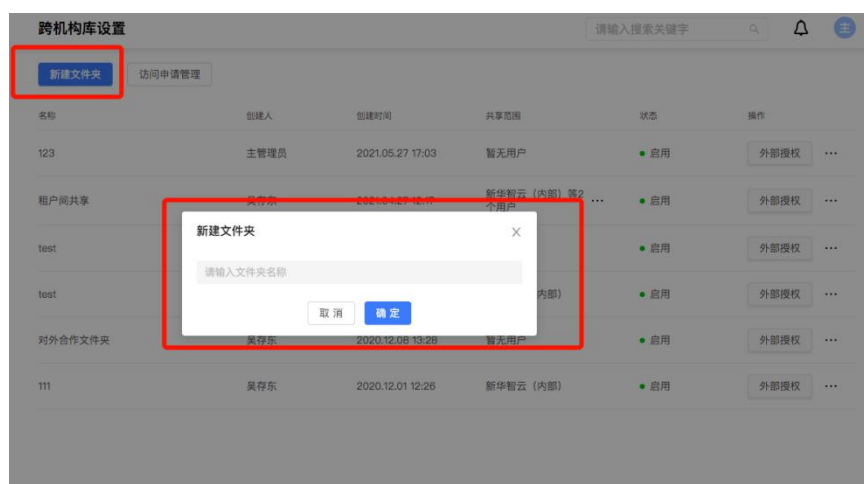 跨机构库设置
请输入搜索关键字
主
新建文件夹
访问申请管理
名称 创建人 创建时间 共享范围 状态 操作
123 主管理员 2021.05.27 17:03 暂无用户 启用 外部授权 ...
租户间共享 吴存东 2021.04.27 12:17 新华智云（内部）等2个用户 ... 启用 外部授权 ...
test 启用 外部授权 ...
test 内部） 启用 外部授权 ...
对外合作文件夹 吴存东 2020.12.08 13:28 暂无用户 启用 外部授权 ...
111 吴存东 2020.12.01 12:26 新华智云（内部） 启用 外部授权 ...
新建文件夹
请输入文件夹名称
取消 确定